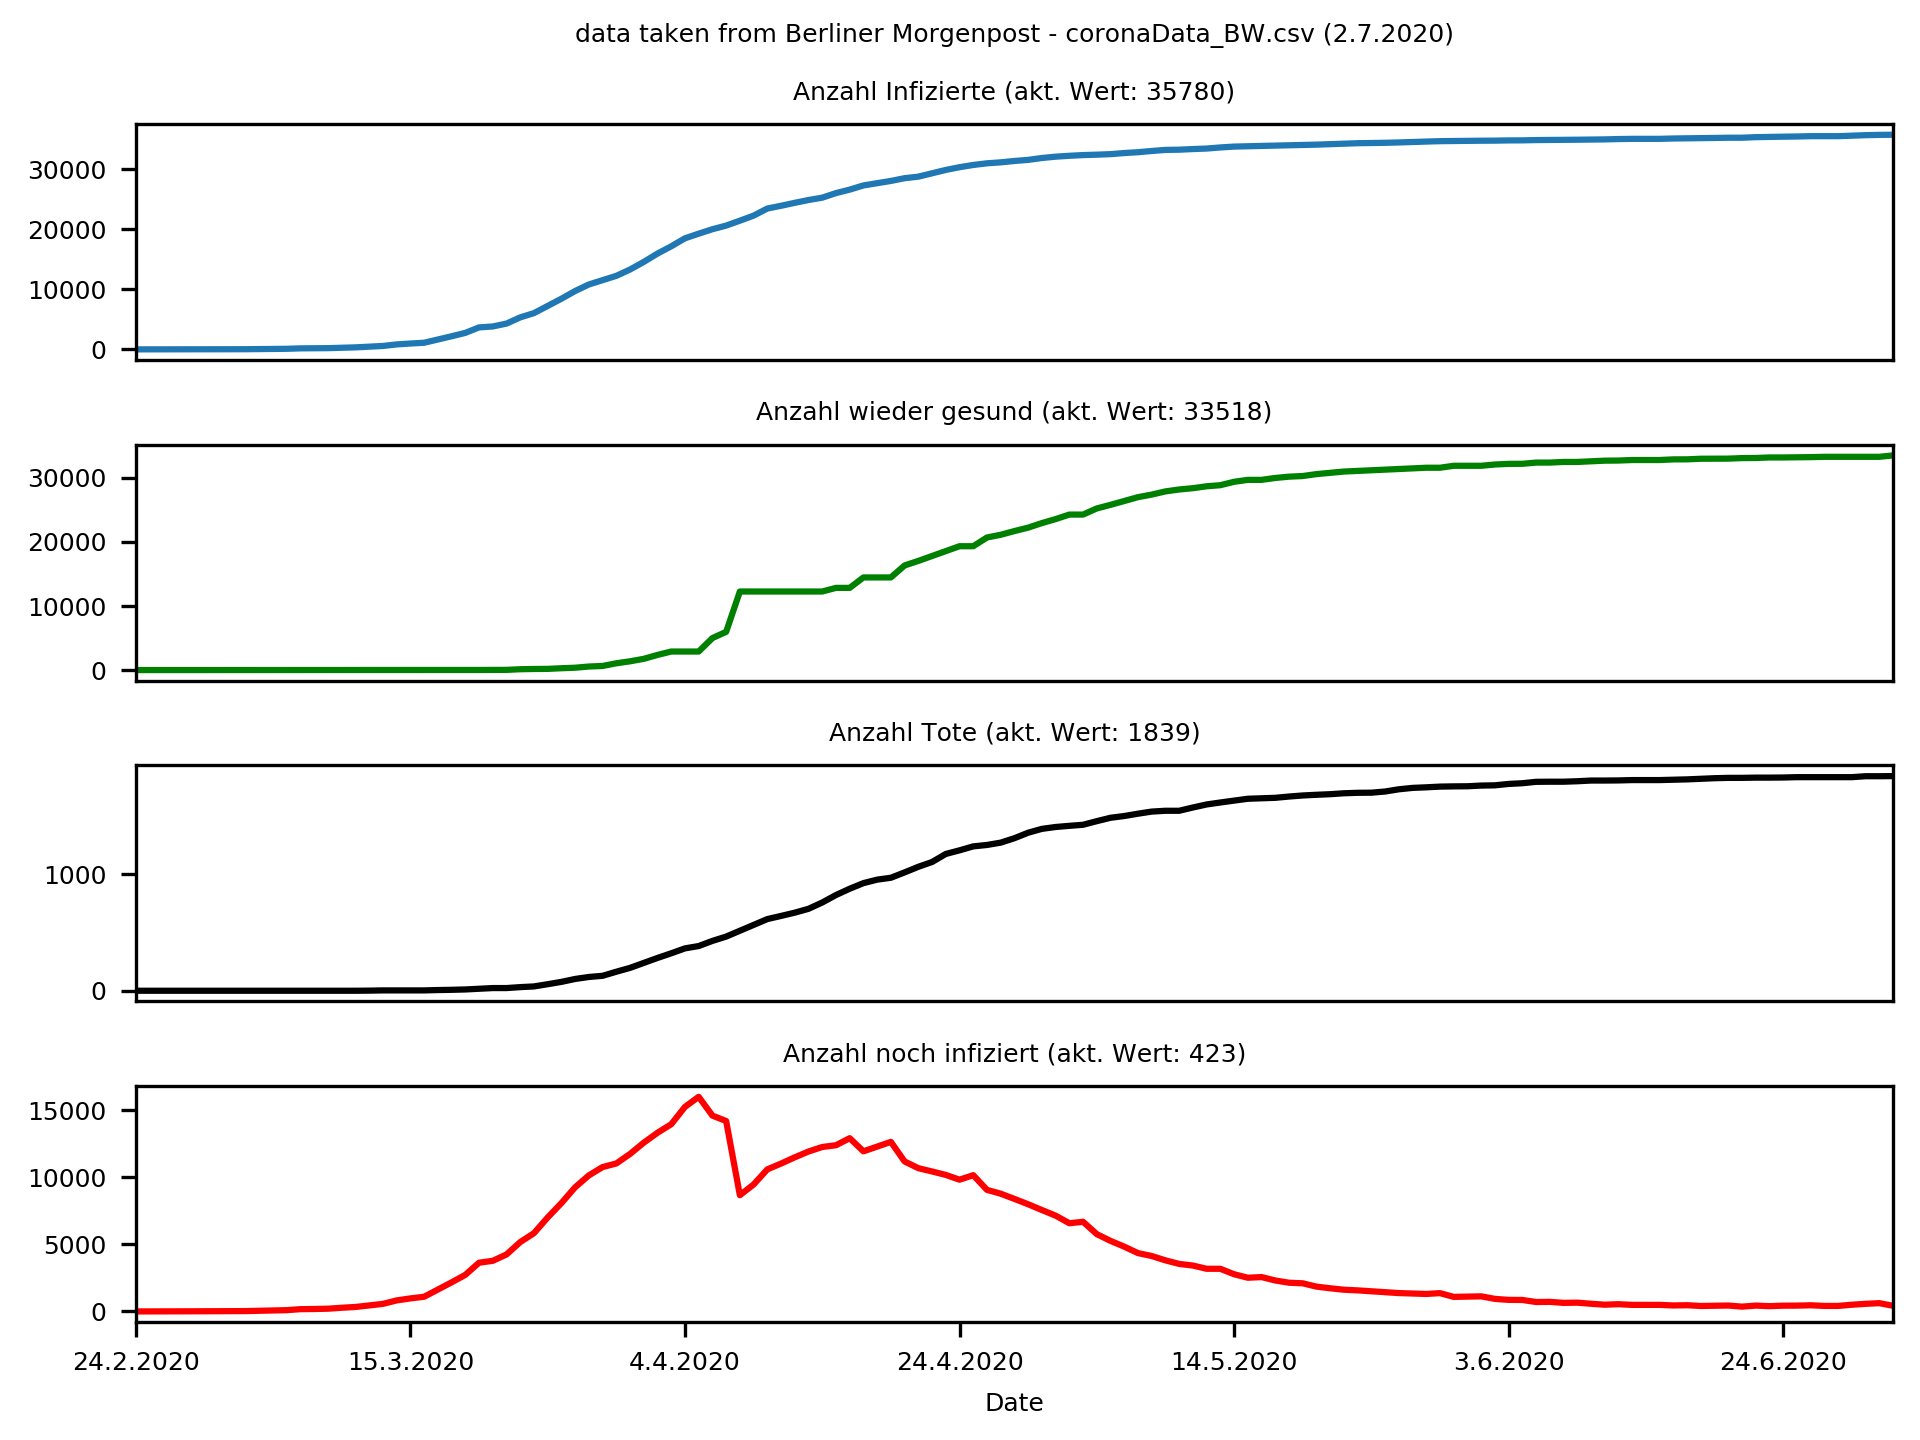 data taken from Berliner Morgenpost - coronaData_BW.csv (2.7.2020)
Anzahl Infizierte (akt. Wert: 35780)
30000
20000
10000
0
Anzahl wieder gesund (akt. Wert: 33518)
30000
20000
10000
0
Anzahl Tote (akt. Wert: 1839)
1000
0
Anzahl noch infiziert (akt. Wert: 423)
15000
10000
5000
0
24.2.2020 15.3.2020 4.4.2020 24.4.2020 14.5.2020 3.6.2020 24.6.2020
Date